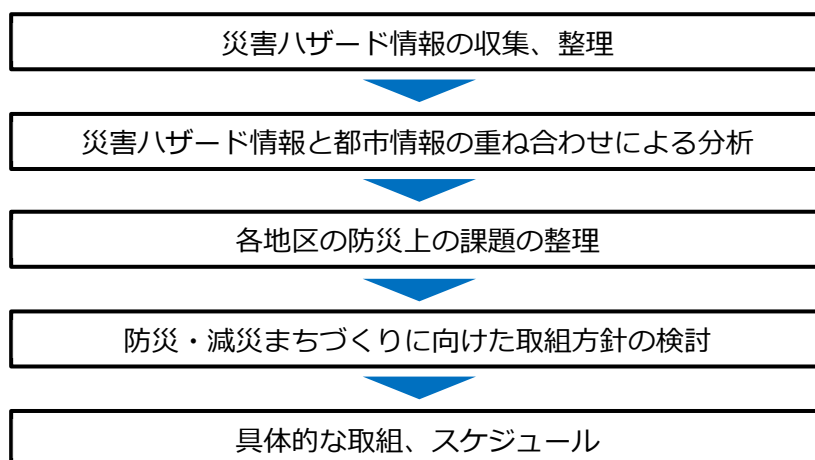 災害ハザード情報の収集、整理
災害ハザード情報と都市情報の重ね合わせによる分析
各地区の防災上の課題の整理
防災・減災まちづくりに向けた取組方針の検討
具体的な取組、スケジュール